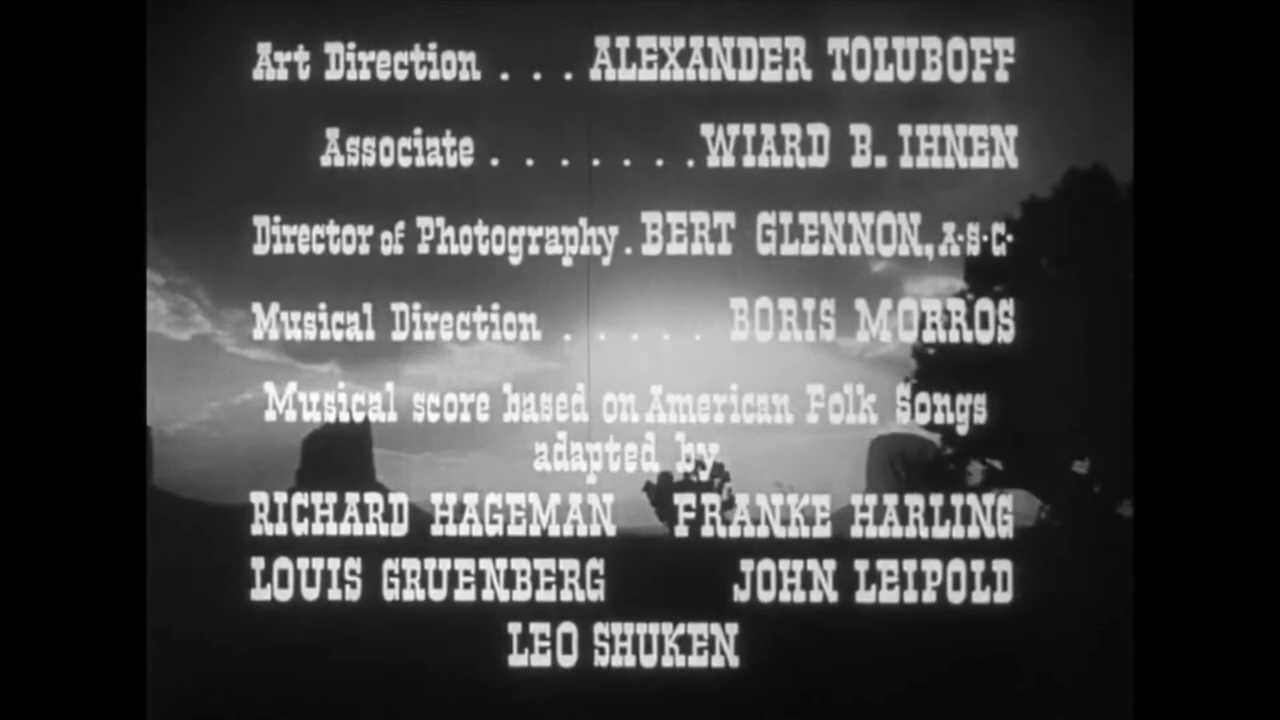 Art Direction . . . ALEXANDER TOLUBOFF
Associate . . . . . . . WIARD B. IHNEN
Director of Photography . BERT GLENNON, A·S·C·
Musical Direction . . . . . BORIS MORROS
Musical score based on American Folk Songs
adapted by
RICHARD HAGEMAN FRANKE HARLING
LOUIS GRUENBERG JOHN LEIPOLD
LEO SHUKEN